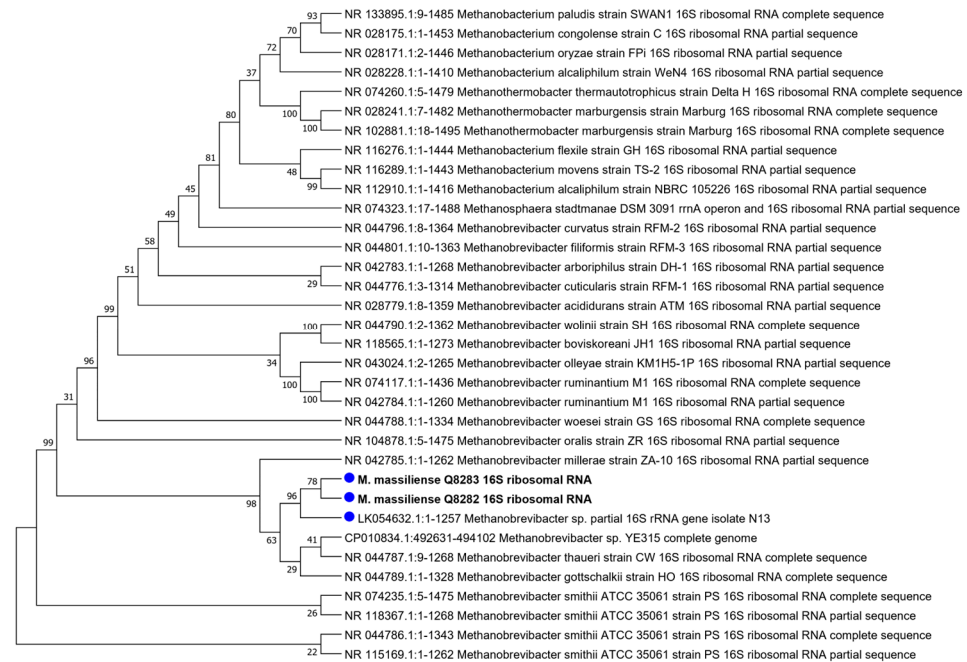 NR 133895.1:9-1485 Methanobacterium paludis strain SWAN1 16S ribosomal RNA complete sequence
NR 028175.1:1-1453 Methanobacterium congolense strain C 16S ribosomal RNA partial sequence
NR 028171.1:2-1446 Methanobacterium oryzae strain FPi 16S ribosomal RNA partial sequence
NR 028228.1:1-1410 Methanobacterium alcaliphilum strain WeN4 16S ribosomal RNA partial sequence
NR 074260.1:5-1479 Methanothermobacter thermautotrophicus strain Delta H 16S ribosomal RNA complete sequence
NR 028241.1:7-1482 Methanothermobacter marburgensis strain Marburg 16S ribosomal RNA complete sequence
NR 102881.1:18-1495 Methanothermobacter marburgensis strain Marburg 16S ribosomal RNA complete sequence
NR 116276.1:1-1444 Methanobacterium flexile strain GH 16S ribosomal RNA partial sequence
NR 116289.1:1-1443 Methanobacterium movens strain TS-2 16S ribosomal RNA partial sequence
NR 112910.1:1-1416 Methanobacterium alcaliphilum strain NBRC 105226 16S ribosomal RNA partial sequence
NR 074323.1:17-1488 Methanosphaera stadtmanae DSM 3091 rrnA operon and 16S ribosomal RNA partial sequence
NR 044796.1:8-1364 Methanobrevibacter curvatus strain RFM-2 16S ribosomal RNA partial sequence
NR 044801.1:10-1363 Methanobrevibacter filiformis strain RFM-3 16S ribosomal RNA partial sequence
NR 042783.1:1-1268 Methanobrevibacter arboriphilus strain DH-1 16S ribosomal RNA partial sequence
NR 044776.1:3-1314 Methanobrevibacter cuticularis strain RFM-1 16S ribosomal RNA partial sequence
NR 028779.1:8-1359 Methanobrevibacter acididurans strain ATM 16S ribosomal RNA partial sequence
NR 044790.1:2-1362 Methanobrevibacter wolinii strain SH 16S ribosomal RNA complete sequence
NR 118565.1:1-1273 Methanobrevibacter boviskoreani JH1 16S ribosomal RNA partial sequence
NR 043024.1:2-1265 Methanobrevibacter olleyae strain KM1H5-1P 16S ribosomal RNA partial sequence
NR 074117.1:1-1436 Methanobrevibacter ruminantium M1 16S ribosomal RNA complete sequence
NR 042784.1:1-1260 Methanobrevibacter ruminantium M1 16S ribosomal RNA partial sequence
NR 044788.1:1-1334 Methanobrevibacter woesei strain GS 16S ribosomal RNA complete sequence
NR 104878.1:5-1475 Methanobrevibacter oralis strain ZR 16S ribosomal RNA partial sequence
NR 042785.1:1-1262 Methanobrevibacter millerae strain ZA-10 16S ribosomal RNA partial sequence
M. massiliense Q8283 16S ribosomal RNA
M. massiliense Q8282 16S ribosomal RNA
LK054632.1:1-1257 Methanobrevibacter sp. partial 16S rRNA gene isolate N13
CP010834.1:492631-494102 Methanobrevibacter sp. YE315 complete genome
NR 044787.1:9-1268 Methanobrevibacter thaueri strain CW 16S ribosomal RNA complete sequence
NR 044789.1:1-1328 Methanobrevibacter gottschalkii strain HO 16S ribosomal RNA complete sequence
NR 074235.1:5-1475 Methanobrevibacter smithii ATCC 35061 strain PS 16S ribosomal RNA complete sequence
NR 118367.1:1-1268 Methanobrevibacter smithii ATCC 35061 strain PS 16S ribosomal RNA partial sequence
NR 044786.1:1-1343 Methanobrevibacter smithii ATCC 35061 strain PS 16S ribosomal RNA complete sequence
NR 115169.1:1-1262 Methanobrevibacter smithii ATCC 35061 strain PS 16S ribosomal RNA partial sequence
93
70
72
37
100
100
80
48
99
81
45
49
58
29
51
99
100
34
100
100
96
31
99
78
96
98
63
41
29
26
22